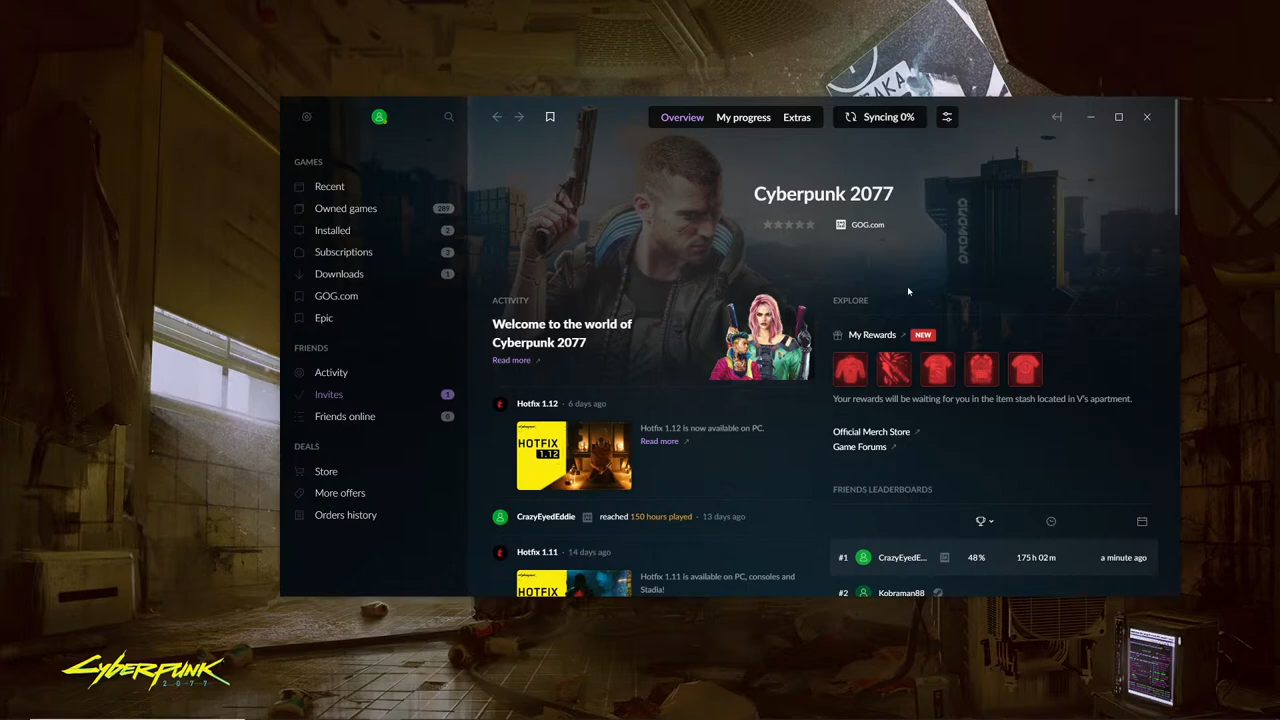 Overview
My progress
Extras
Syncing 0%
GAMES
Recent
Owned games 289
Installed 2
Subscriptions 3
Downloads 1
GOG.com
Epic
FRIENDS
Activity
Invites 1
Friends online 0
DEALS
Store
More offers
Orders history
Cyberpunk 2077
GOG.com
ACTIVITY
Welcome to the world of
Cyberpunk 2077
Read more
Hotfix 1.12 • 6 days ago
HOTFIX
1.12
Hotfix 1.12 is now available on PC.
Read more
CrazyEyedEddie reached 150 hours played • 13 days ago
Hotfix 1.11 • 14 days ago
HOTFIX
Hotfix 1.11 is available on PC, consoles and
Stadia!
EXPLORE
My Rewards NEW
Your rewards will be waiting for you in the item stash located in V's apartment.
Official Merch Store
Game Forums
FRIENDS LEADERBOARDS
#1 CrazyEyedE... 48% 175 h 02 m a minute ago
#2 Kobraman88
CYBERPUNK
2077